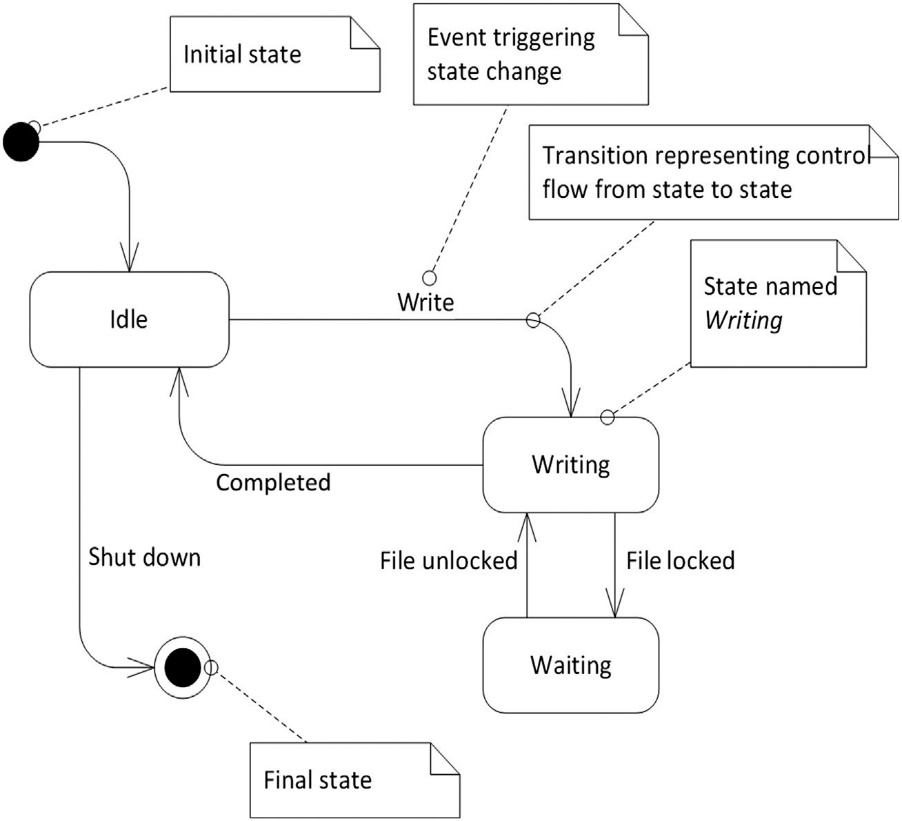 Initial state
Event triggering
state change
Transition representing control
flow from state to state
State named
Writing
Write
Idle
Writing
Completed
Shut down
File unlocked
File locked
Waiting
Final state